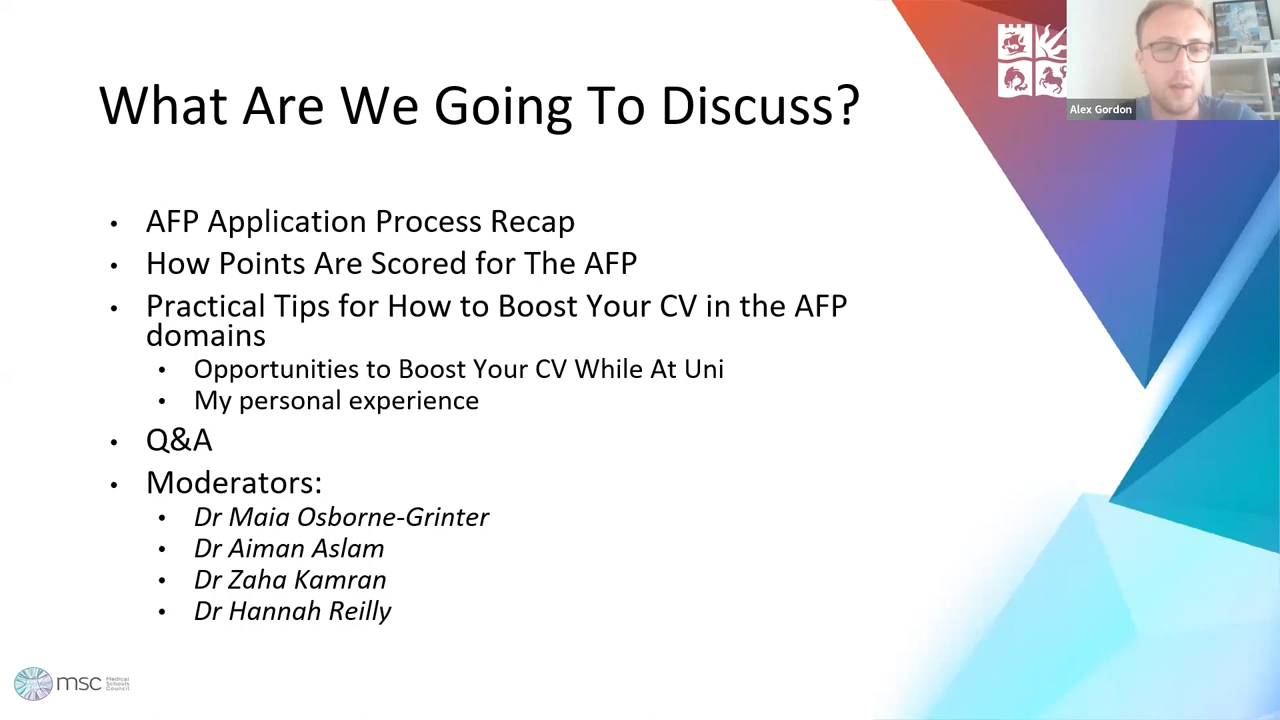 What Are We Going To Discuss?
Alex Gordon
• AFP Application Process Recap
• How Points Are Scored for The AFP
• Practical Tips for How to Boost Your CV in the AFP
domains
• Opportunities to Boost Your CV While At Uni
• My personal experience
• Q&A
• Moderators:
• Dr Maia Osborne-Grinter
• Dr Aiman Aslam
• Dr Zaha Kamran
• Dr Hannah Reilly
msc
Medical
Schools
Council